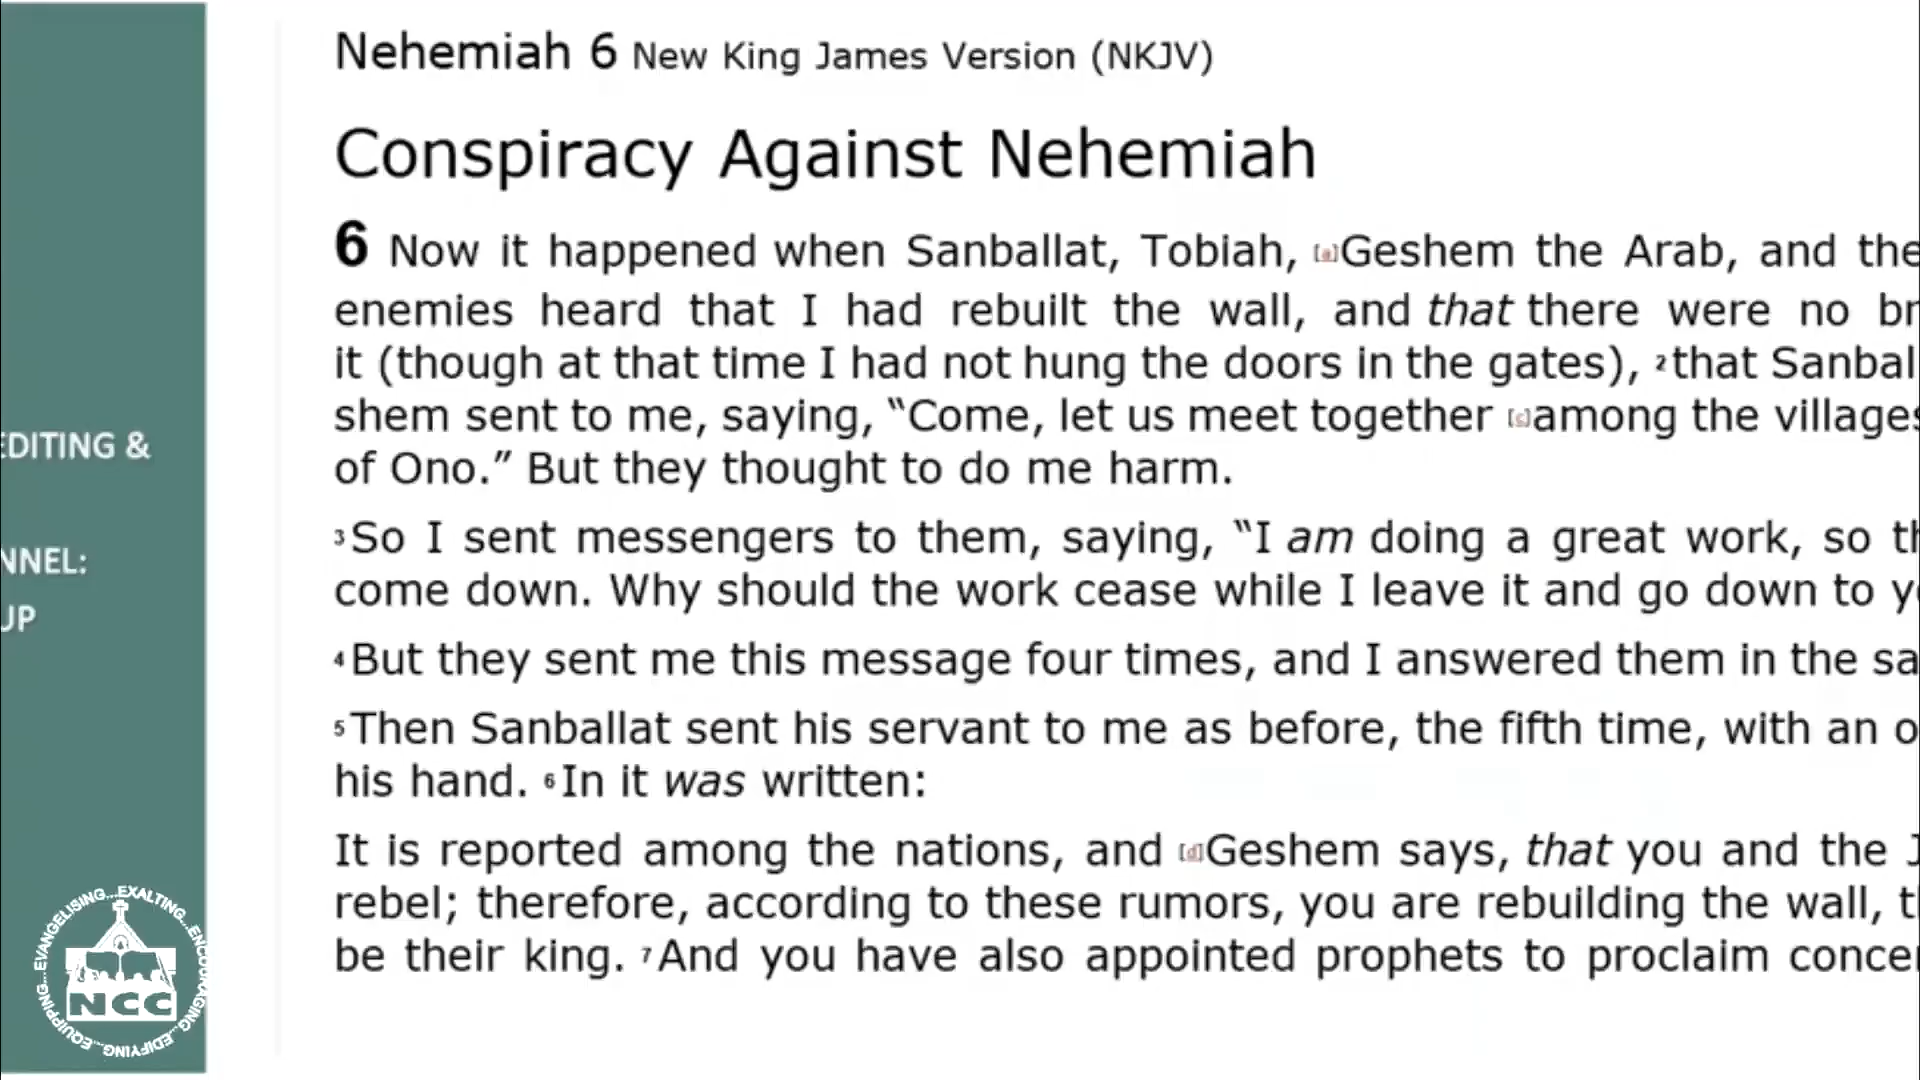 Nehemiah 6 New King James Version (NKJV)
Conspiracy Against Nehemiah
6 Now it happened when Sanballat, Tobiah, [a]Geshem the Arab, and the
enemies heard that I had rebuilt the wall, and that there were no br
it (though at that time I had not hung the doors in the gates), 2 that Sanbal
shem sent to me, saying, “Come, let us meet together [c]among the villages
of Ono.” But they thought to do me harm.
3 So I sent messengers to them, saying, “I am doing a great work, so th
come down. Why should the work cease while I leave it and go down to yo
4 But they sent me this message four times, and I answered them in the sa
5 Then Sanballat sent his servant to me as before, the fifth time, with an o
his hand. 6 In it was written:
It is reported among the nations, and [d]Geshem says, that you and the J
rebel; therefore, according to these rumors, you are rebuilding the wall, th
be their king. 7 And you have also appointed prophets to proclaim concer
EDITING &
NNEL:
UP
EVANGELISING...EXALTING...ENCOURAGING...EDIFYING...EQUIPPING...
NCC